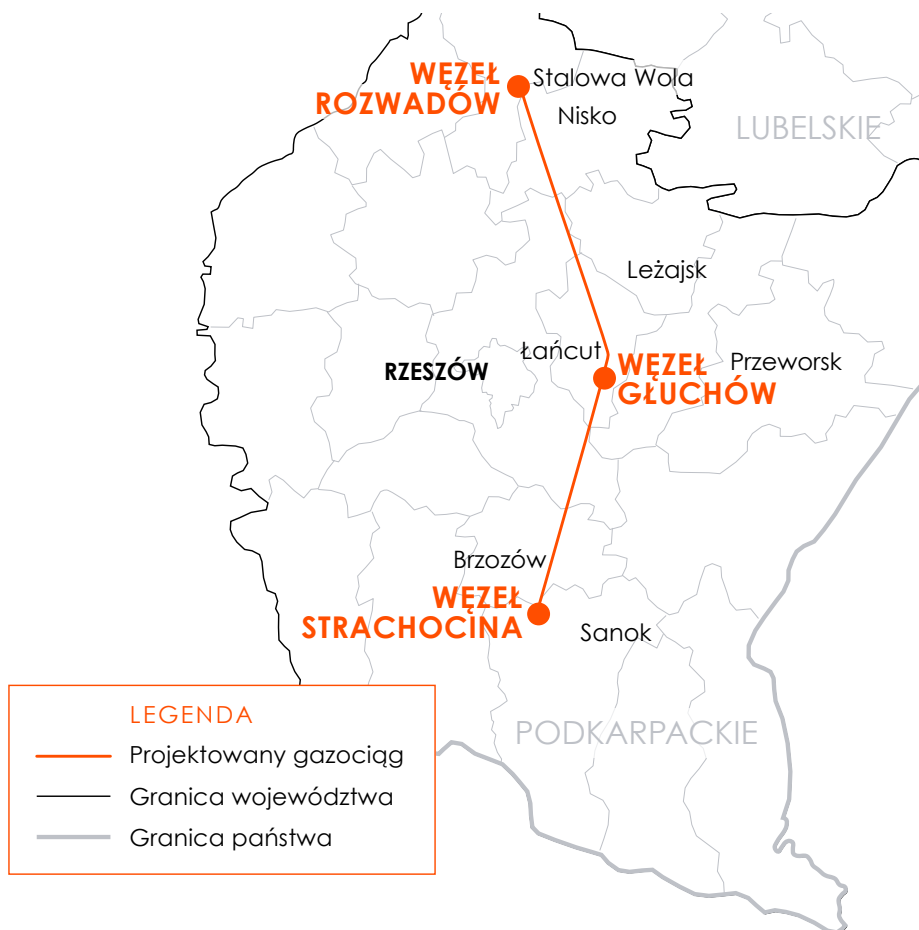 WĘZEŁ
ROZWADÓW
Stalowa Wola
Nisko
LUBELSKIE
Leżajsk
Łańcut
RZESZÓW
WĘZEŁ
GŁUCHÓW
Przeworsk
Brzozów
WĘZEŁ
STRACHOCINA
Sanok
PODKARPACKIE
LEGENDA
Projektowany gazociąg
Granica województwa
Granica państwa